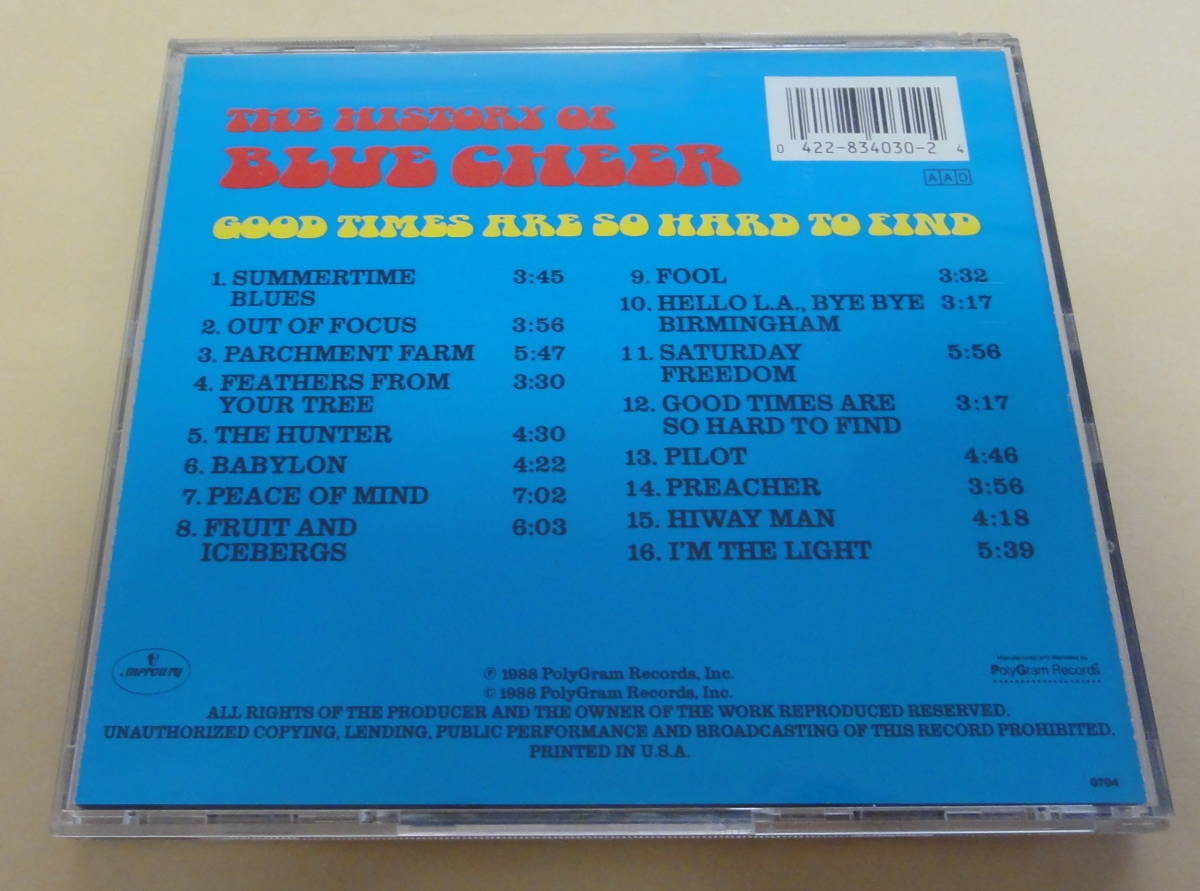 THE HISTORY OF
BLUE CHEER
0 422-834030-2 4
AAD
GOOD TIMES ARE SO HARD TO FIND
1. SUMMERTIME 3:45
BLUES
2. OUT OF FOCUS 3:56
3. PARCHMENT FARM 5:47
4. FEATHERS FROM 3:30
YOUR TREE
5. THE HUNTER 4:30
6. BABYLON 4:22
7. PEACE OF MIND 7:02
8. FRUIT AND 6:03
ICEBERGS
9. FOOL 3:32
10. HELLO L.A., BYE BYE 3:17
BIRMINGHAM
11. SATURDAY 5:56
FREEDOM
12. GOOD TIMES ARE 3:17
SO HARD TO FIND
13. PILOT 4:46
14. PREACHER 3:56
15. HIWAY MAN 4:18
16. I'M THE LIGHT 5:39
mercury
℗ 1988 PolyGram Records, Inc.
© 1988 PolyGram Records, Inc.
PolyGram Records
ALL RIGHTS OF THE PRODUCER AND THE OWNER OF THE WORK REPRODUCED RESERVED.
UNAUTHORIZED COPYING, LENDING, PUBLIC PERFORMANCE AND BROADCASTING OF THIS RECORD PROHIBITED.
PRINTED IN U.S.A.
0704